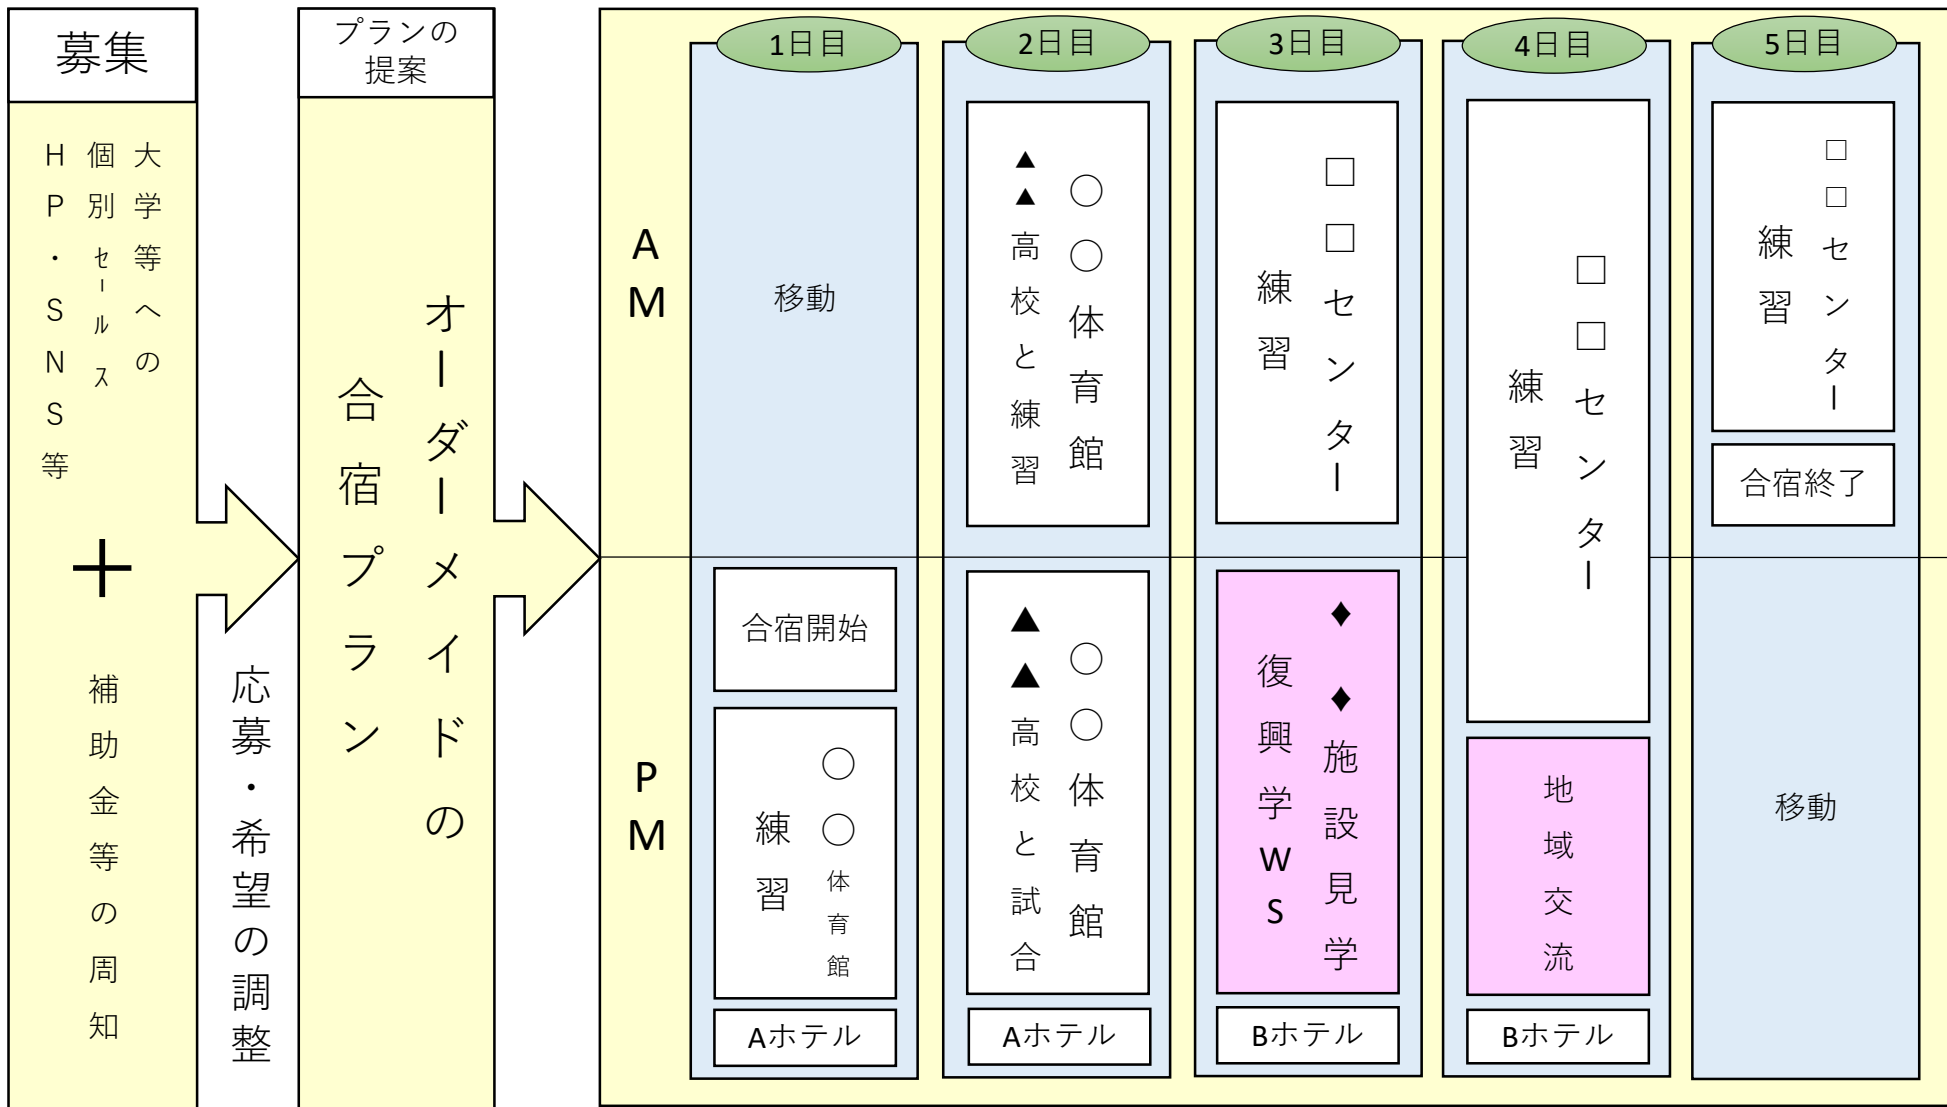 募集
大学等への
個別ｾｰﾙｽ
HP・SNS等
＋
補助金等の周知
応募・希望の調整
プランの
提案
オーダーメイドの
合宿プラン
AM
PM
1日目
移動
合宿開始
〇〇体育館
練習
Aホテル
2日目
〇〇体育館
▲▲高校と練習
〇〇体育館
▲▲高校と試合
Aホテル
3日目
□□センター
練習
♦♦施設見学
復興学WS
Bホテル
4日目
□□センター
練習
地域交流
Bホテル
5日目
□□センター
練習
合宿終了
移動